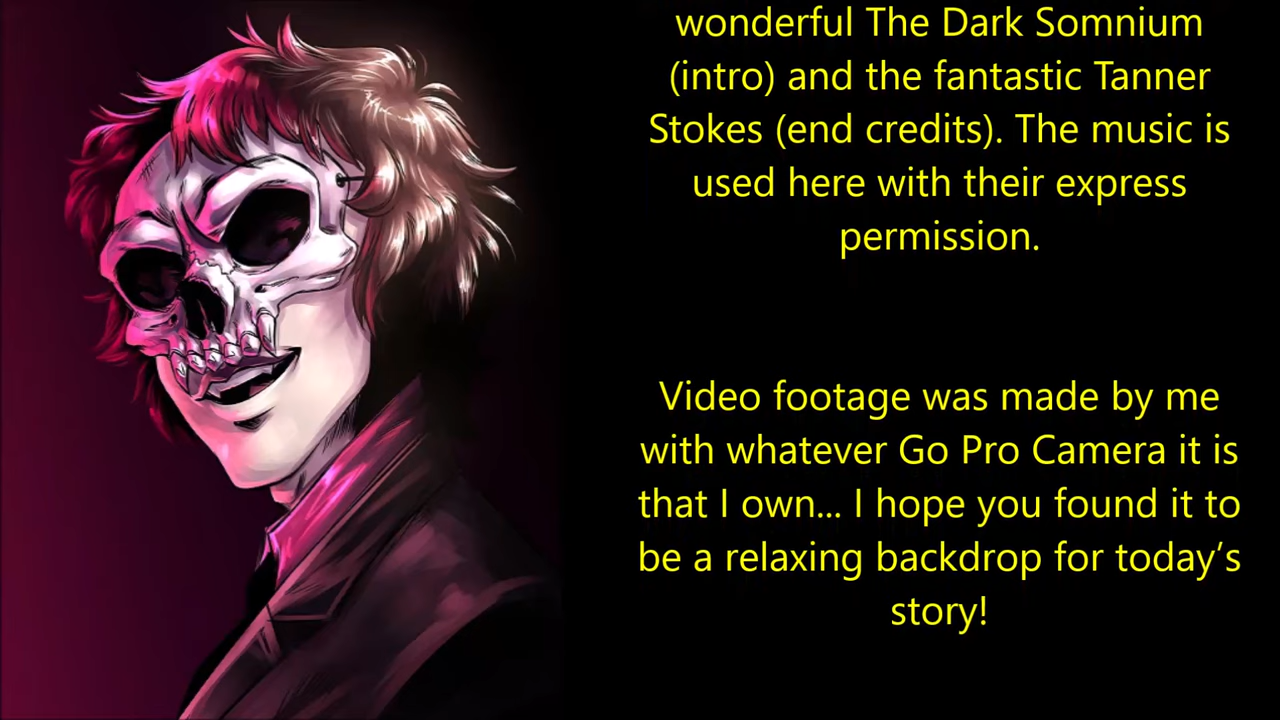 wonderful The Dark Somnium
(intro) and the fantastic Tanner
Stokes (end credits). The music is
used here with their express
permission.
Video footage was made by me
with whatever Go Pro Camera it is
that I own... I hope you found it to
be a relaxing backdrop for today’s
story!